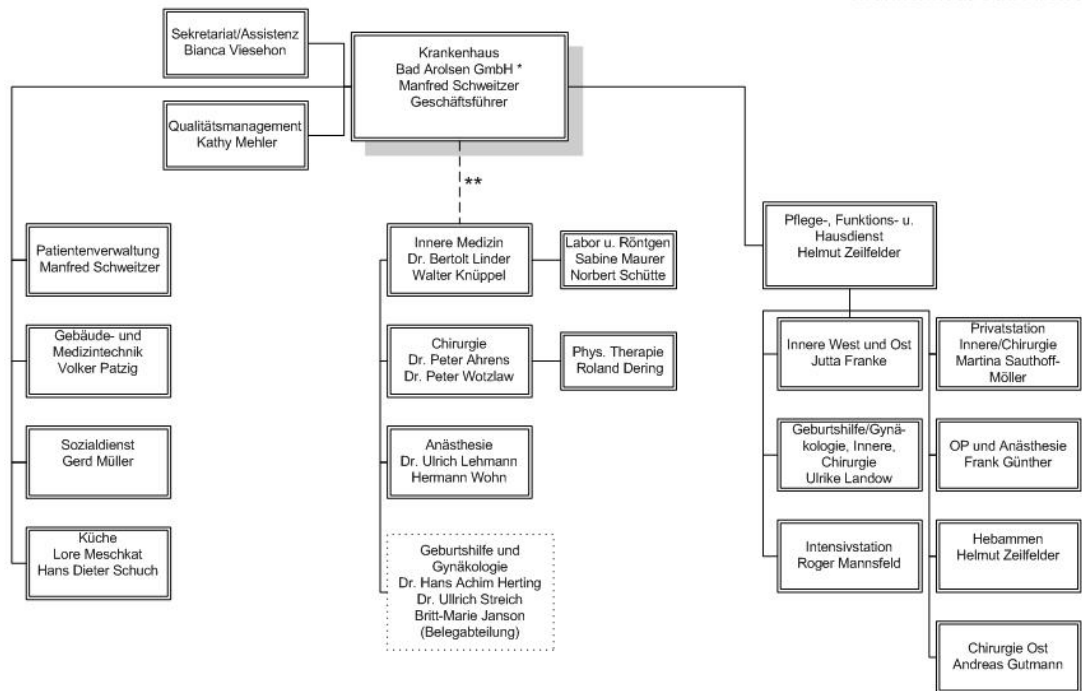 Sekretariat/Assistenz
Bianca Viesehon
Krankenhaus
Bad Arolsen GmbH *
Manfred Schweitzer
Geschäftsführer
Qualitätsmanagement
Kathy Mehler
**
Patientenverwaltung
Manfred Schweitzer
Gebäude- und
Medizintechnik
Volker Patzig
Sozialdienst
Gerd Müller
Küche
Lore Meschkat
Hans Dieter Schuch
Innere Medizin
Dr. Bertolt Linder
Walter Knüppel
Labor u. Röntgen
Sabine Maurer
Norbert Schütte
Chirurgie
Dr. Peter Ahrens
Dr. Peter Wotzlaw
Phys. Therapie
Roland Dering
Anästhesie
Dr. Ulrich Lehmann
Hermann Wohn
Geburtshilfe und
Gynäkologie
Dr. Hans Achim Herting
Dr. Ullrich Streich
Britt-Marie Janson
(Belegabteilung)
Pflege-, Funktions- u.
Hausdienst
Helmut Zeilfelder
Innere West und Ost
Jutta Franke
Privatstation
Innere/Chirurgie
Martina Sauthoff-
Möller
Geburtshilfe/Gynä-
kologie, Innere,
Chirurgie
Ulrike Landow
OP und Anästhesie
Frank Günther
Intensivstation
Roger Mannsfeld
Hebammen
Helmut Zeilfelder
Chirurgie Ost
Andreas Gutmann